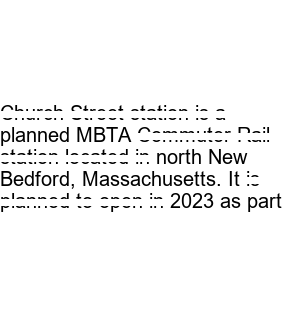 Church Street station is a
planned MBTA Commuter Rail
station located in north New
Bedford, Massachusetts. It is
planned to open in 2023 as part